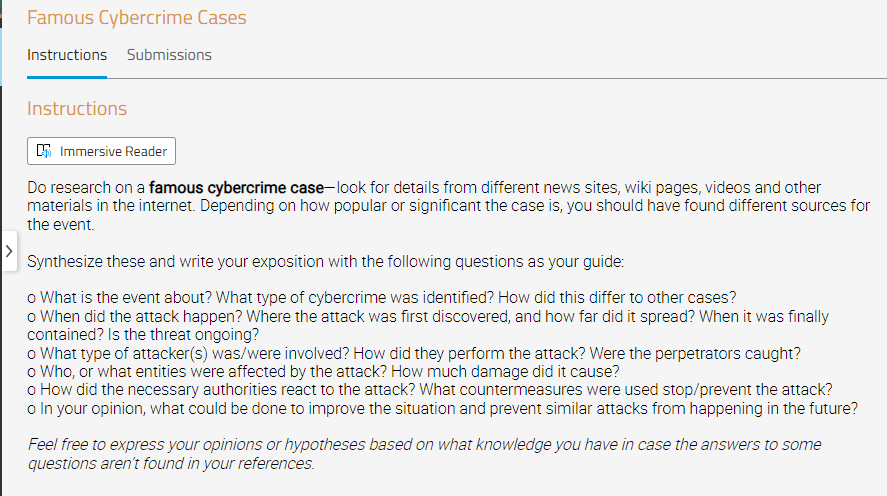 Famous Cybercrime Cases
Instructions Submissions
Instructions
Immersive Reader
Do research on a famous cybercrime case—look for details from different news sites, wiki pages, videos and other
materials in the internet. Depending on how popular or significant the case is, you should have found different sources for
the event.
Synthesize these and write your exposition with the following questions as your guide:
o What is the event about? What type of cybercrime was identified? How did this differ to other cases?
o When did the attack happen? Where the attack was first discovered, and how far did it spread? When it was finally
contained? Is the threat ongoing?
o What type of attacker(s) was/were involved? How did they perform the attack? Were the perpetrators caught?
o Who, or what entities were affected by the attack? How much damage did it cause?
o How did the necessary authorities react to the attack? What countermeasures were used stop/prevent the attack?
o In your opinion, what could be done to improve the situation and prevent similar attacks from happening in the future?
Feel free to express your opinions or hypotheses based on what knowledge you have in case the answers to some
questions aren't found in your references.